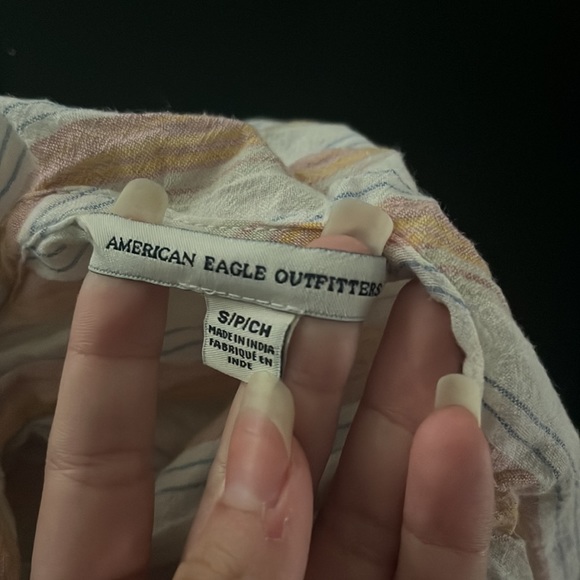 AMERICAN EAGLE OUTFITTERS
S/P/CH
MADE IN INDIA
FABRIQUÉ EN
INDE